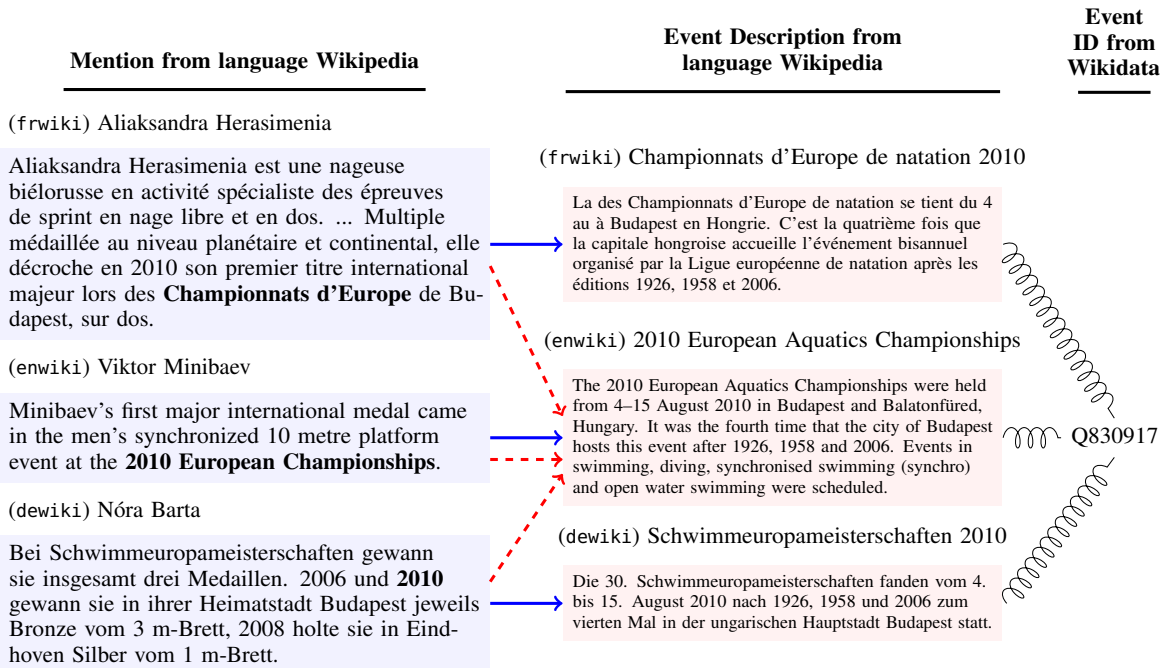 Mention from language Wikipedia
Event Description from
language Wikipedia
Event
ID from
Wikidata
(frwiki) Aliaksandra Herasimenia
Aliaksandra Herasimenia est une nageuse
biélorusse en activité spécialiste des épreuves
de sprint en nage libre et en dos. ... Multiple
médaillée au niveau planétaire et continental, elle
décroche en 2010 son premier titre international
majeur lors des Championnats d'Europe de Bu-
dapest, sur dos.
(enwiki) Viktor Minibaev
Minibaev's first major international medal came
in the men's synchronized 10 metre platform
event at the 2010 European Championships.
(dewiki) Nóra Barta
Bei Schwimmeuropameisterschaften gewann
sie insgesamt drei Medaillen. 2006 und 2010
gewann sie in ihrer Heimatstadt Budapest jeweils
Bronze vom 3 m-Brett, 2008 holte sie in Eind-
hoven Silber vom 1 m-Brett.
(frwiki) Championnats d'Europe de natation 2010
La des Championnats d'Europe de natation se tient du 4
au à Budapest en Hongrie. C'est la quatrième fois que
la capitale hongroise accueille l'événement bisannuel
organisé par la Ligue européenne de natation après les
éditions 1926, 1958 et 2006.
(enwiki) 2010 European Aquatics Championships
The 2010 European Aquatics Championships were held
from 4–15 August 2010 in Budapest and Balatonfüred,
Hungary. It was the fourth time that the city of Budapest
hosts this event after 1926, 1958 and 2006. Events in
swimming, diving, synchronised swimming (synchro)
and open water swimming were scheduled.
(dewiki) Schwimmeuropameisterschaften 2010
Die 30. Schwimmeuropameisterschaften fanden vom 4.
bis 15. August 2010 nach 1926, 1958 und 2006 zum
vierten Mal in der ungarischen Hauptstadt Budapest statt.
Q830917